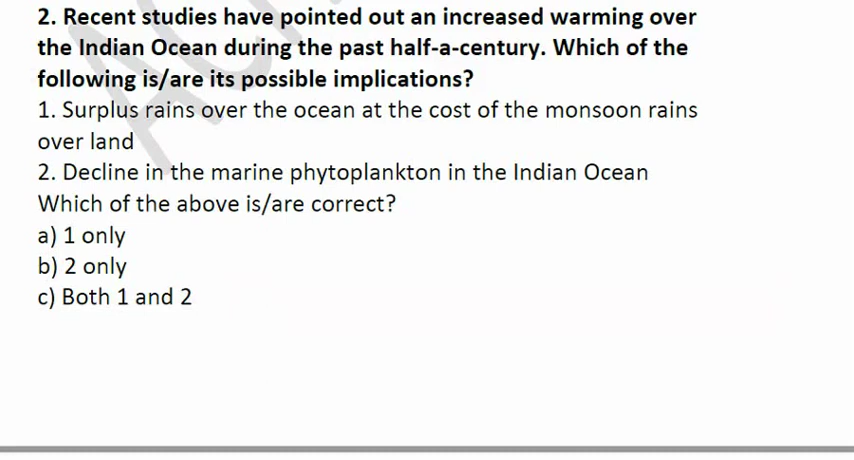 2. Recent studies have pointed out an increased warming over
the Indian Ocean during the past half-a-century. Which of the
following is/are its possible implications?
1. Surplus rains over the ocean at the cost of the monsoon rains
over land
2. Decline in the marine phytoplankton in the Indian Ocean
Which of the above is/are correct?
a) 1 only
b) 2 only
c) Both 1 and 2